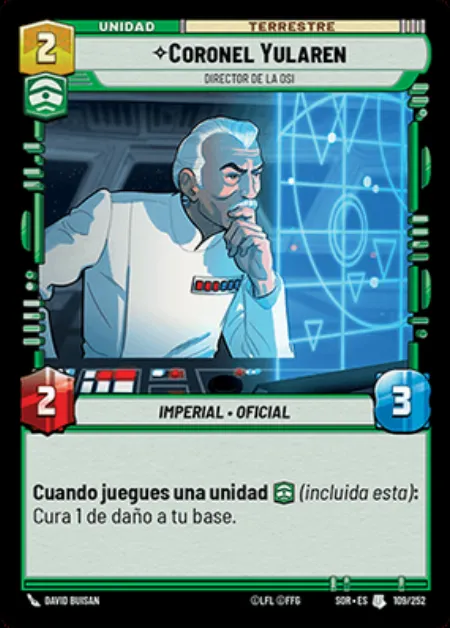 UNIDAD
TERRESTRE
2
CORONEL YULAREN
DIRECTOR DE LA OSI
2
IMPERIAL • OFICIAL
3
Cuando juegues una unidad (incluida esta):
Cura 1 de daño a tu base.
DAVID BUISAN
©LFL ©FFG
SOR • ES
109/252